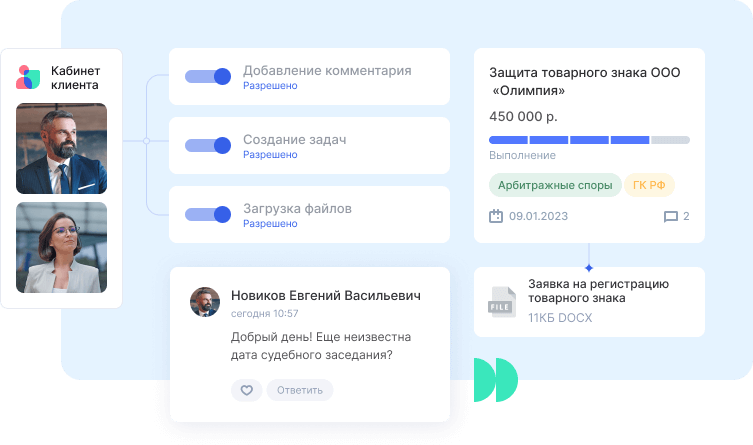 Кабинет
клиента
Добавление комментария
Разрешено
Создание задач
Разрешено
Загрузка файлов
Разрешено
Новиков Евгений Васильевич
сегодня 10:57
Добрый день! Еще неизвестна
дата судебного заседания?
Ответить
Защита товарного знака ООО
«Олимпия»
450 000 р.
Выполнение
Арбитражные споры ГК РФ
09.01.2023 2
FILE
Заявка на регистрацию
товарного знака
11КБ DOCX